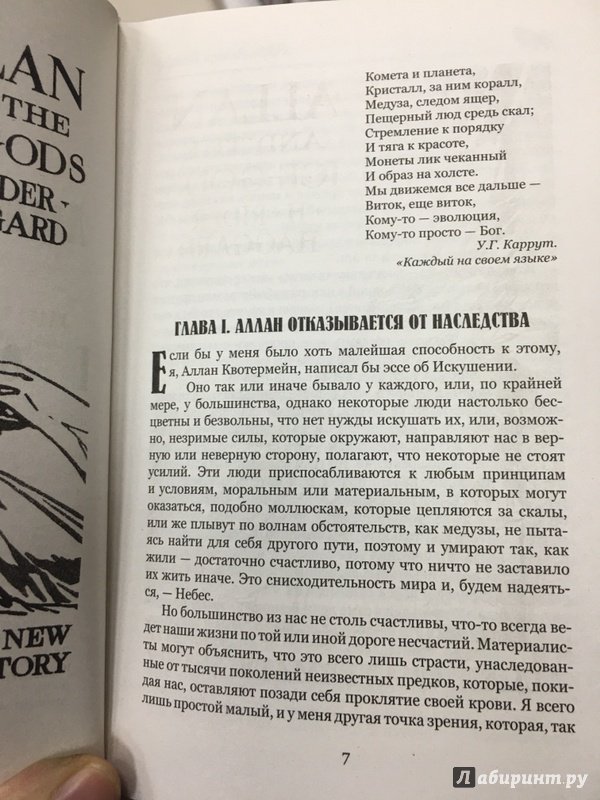 LAN
THE
GODS
DER-
GARD
NEW
TORY
Комета и планета,
Кристалл, за ним коралл,
Медуза, следом ящер,
Пещерный люд средь скал;
Стремление к порядку
И тяга к красоте,
Монеты лик чеканный
И образ на холсте.
Мы движемся все дальше —
Виток, еще виток,
Кому-то — эволюция,
Кому-то просто — Бог.
У.Г. Каррут.
«Каждый на своем языке»
ГЛАВА I. АЛЛАН ОТКАЗЫВАЕТСЯ ОТ НАСЛЕДСТВА
Если бы у меня было хоть малейшая способность к этому,
я, Аллан Квотермейн, написал бы эссе об Искушении.
Оно так или иначе бывало у каждого, или, по крайней
мере, у большинства, однако некоторые люди настолько бес-
цветны и безвольны, что нет нужды искушать их, или, возмож-
но, незримые силы, которые окружают, направляют нас в вер-
ную или неверную сторону, полагают, что некоторые не стоят
усилий. Эти люди приспосабливаются к любым принципам
и условиям, моральным или материальным, в которых могут
оказаться, подобно моллюскам, которые цепляются за скалы,
или же плывут по волнам обстоятельств, как медузы, не пыта-
ясь найти для себя другого пути, поэтому и умирают так, как
жили — достаточно счастливо, потому что ничто не заставило
их жить иначе. Это снисходительность мира и, будем надеять-
ся, — Небес.
Но большинство из нас не столь счастливы, что-то всегда ве-
дет наши жизни по той или иной дороге несчастий. Материалис-
ты могут объяснить, что это всего лишь страсти, унаследован-
ные от тысячи поколений неизвестных предков, которые, поки-
дая нас, оставляют позади себя проклятие своей крови. Я всего
лишь простой малый, и у меня другая точка зрения, которая, так
7
Лабиринт.ру